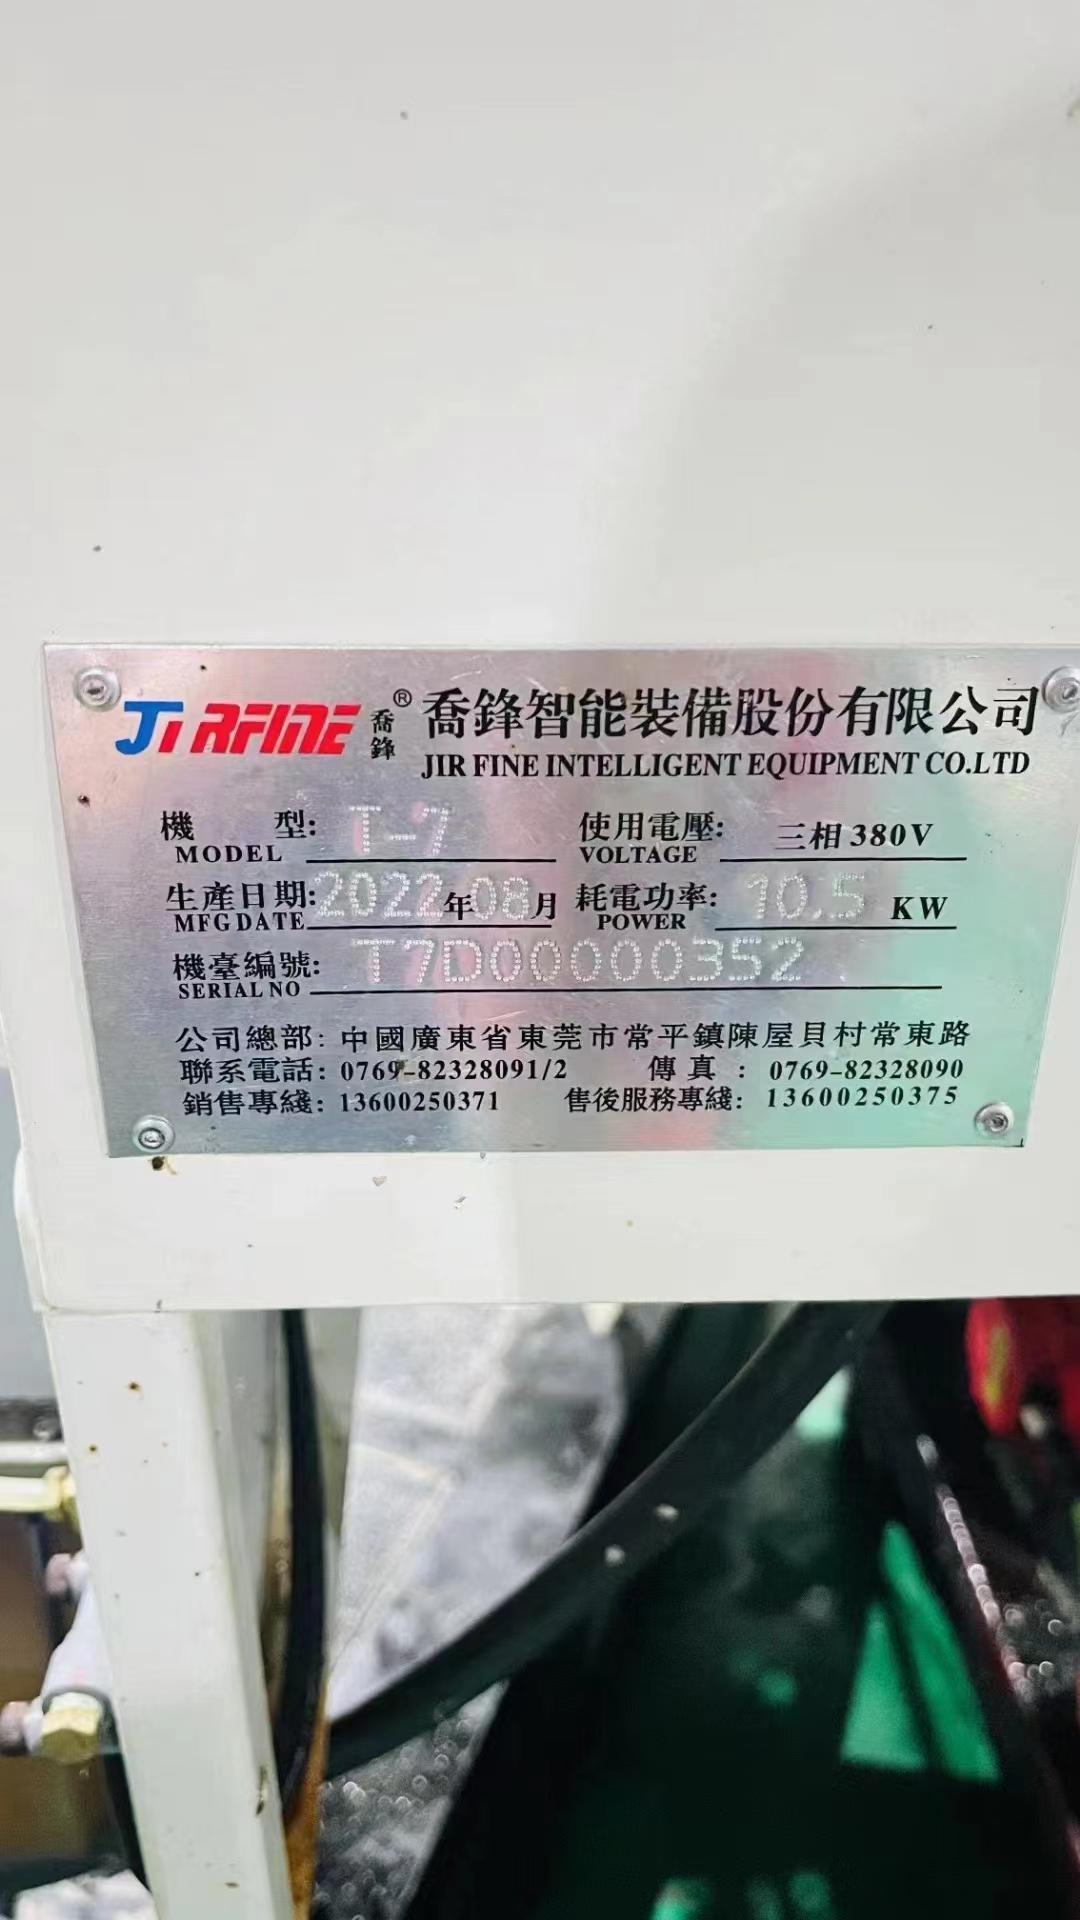 JIRFINE 喬鋒 ® 喬鋒智能裝備股份有限公司
JIR FINE INTELLIGENT EQUIPMENT CO.LTD
機型: T-7 使用電壓: 三相380V
MODEL VOLTAGE
生產日期: 2022年08月 耗電功率: 10.5 KW
MFG DATE POWER
機臺編號: T7D00000352
SERIAL NO
公司總部: 中國廣東省東莞市常平鎮陳屋貝村常東路
聯系電話: 0769-82328091/2 傳真: 0769-82328090
銷售專綫: 13600250371 售後服務專綫: 13600250375